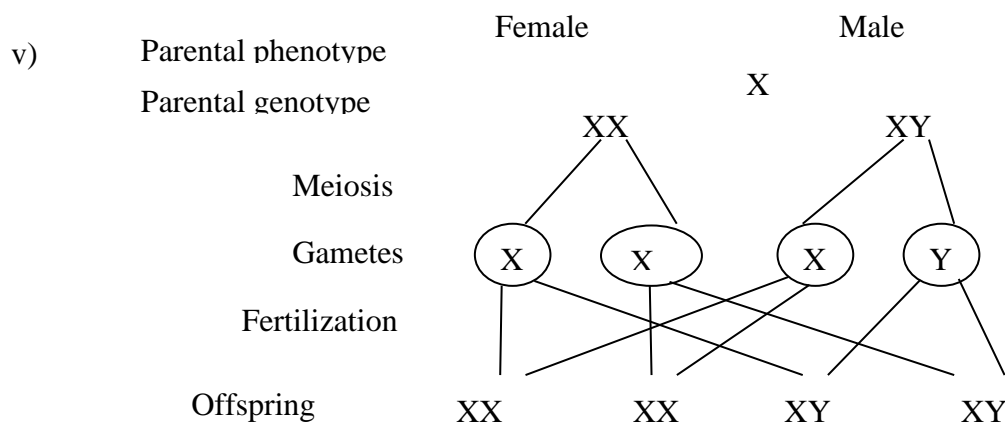 Female Male
v) Parental phenotype
X
Parental genotype
XX XY
Meiosis
Gametes X X X Y
Fertilization
Offspring XX XX XY XY